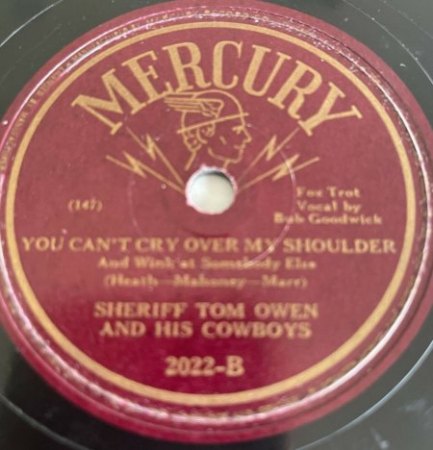 MERCURY
(147)
Fox Trot
Vocal by
Bob Goodwick
YOU CAN'T CRY OVER MY SHOULDER
And Wink at Somebody Else
(Heath—Mahoney—Marr)
SHERIFF TOM OWEN
AND HIS COWBOYS
2022-B